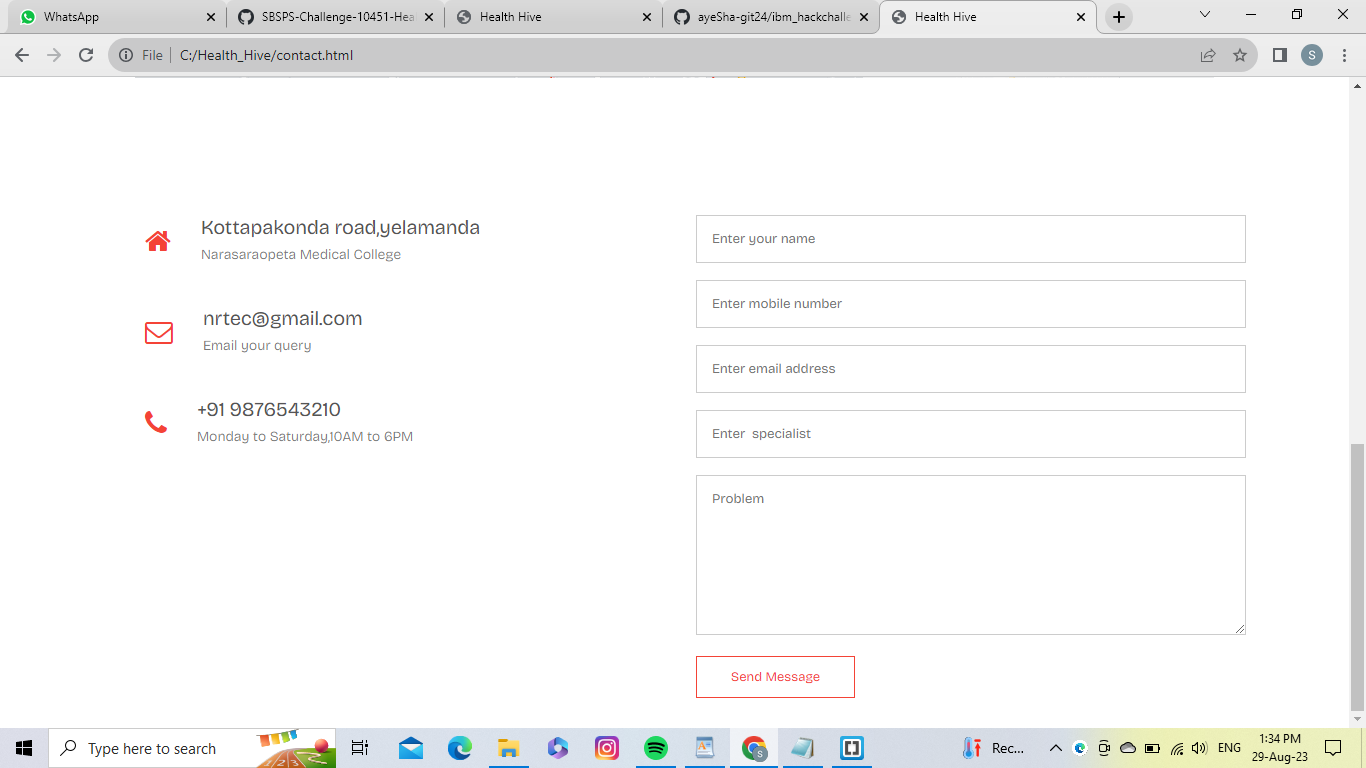 WhatsApp
SBSPS-Challenge-10451-Hea
Health Hive
ayeSha-git24/ibm_hackchalle
Health Hive
File
C:/Health_Hive/contact.html
S
Kottapakonda road,yelamanda
Narasaraopeta Medical College
nrtec@gmail.com
Email your query
+91 9876543210
Monday to Saturday,10AM to 6PM
Enter your name
Enter mobile number
Enter email address
Enter  specialist
Problem
Send Message
Type here to search
S
Rec...
ENG
1:34 PM
29-Aug-23